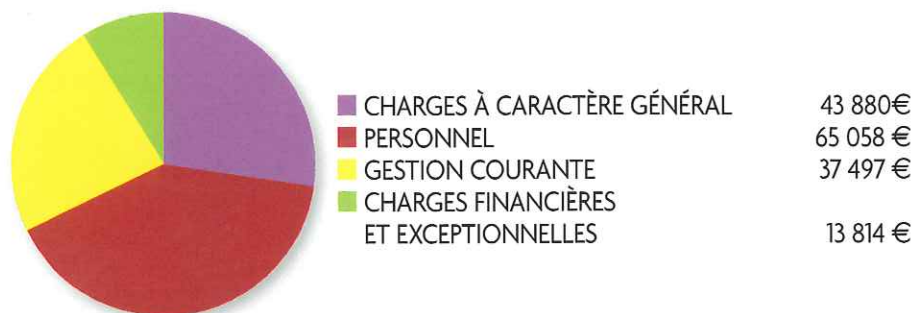 CHARGES À CARACTÈRE GÉNÉRAL 43 880€
PERSONNEL 65 058 €
GESTION COURANTE 37 497 €
CHARGES FINANCIÈRES
ET EXCEPTIONNELLES 13 814 €